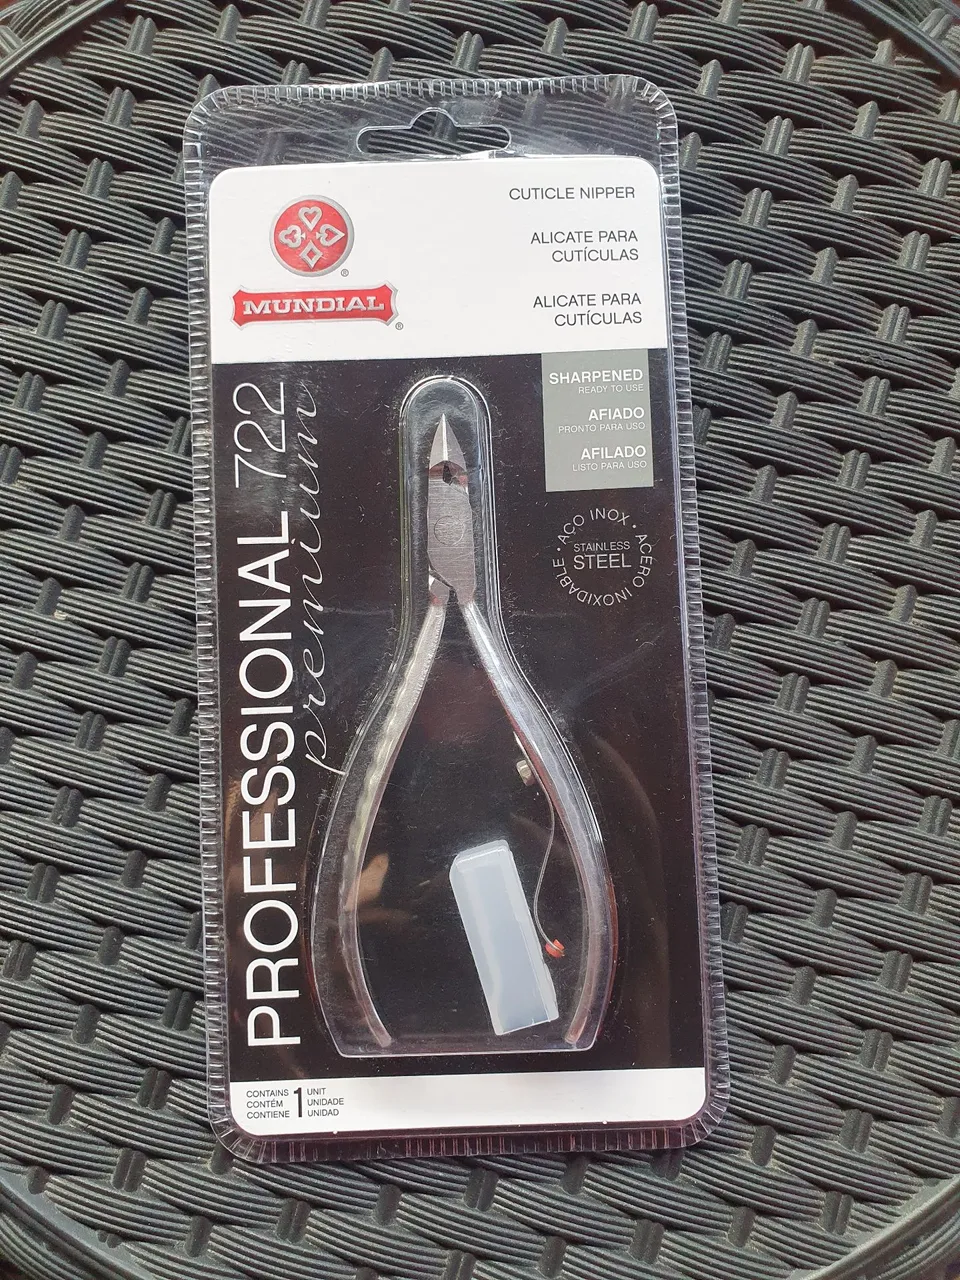 CUTICLE NIPPER
ALICATE PARA
CUTÍCULAS
ALICATE PARA
CUTÍCULAS
®
MUNDIAL
®
SHARPENED
READY TO USE
AFIADO
PRONTO PARA USO
AFILADO
LISTO PARA USO
PROFESSIONAL 722
premium
AÇO INOX • ACERO INOXIDABLE •
STAINLESS
STEEL
CONTAINS
CONTÉM
CONTIENE
1
UNIT
UNIDADE
UNIDAD